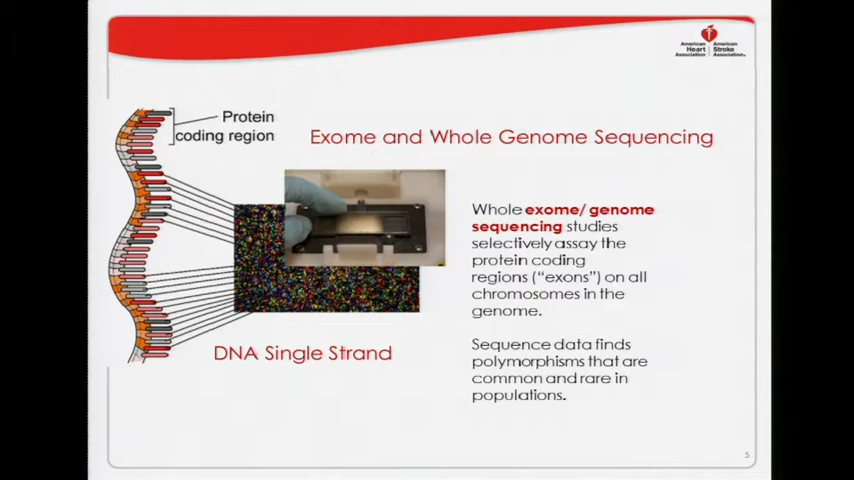 American
Heart
Association®
American
Stroke
Association®
Protein
coding region
Exome and Whole Genome Sequencing
Whole exome/ genome
sequencing studies
selectively assay the
protein coding
regions (“exons”) on all
chromosomes in the
genome.
Sequence data finds
polymorphisms that are
common and rare in
populations.
DNA Single Strand
5